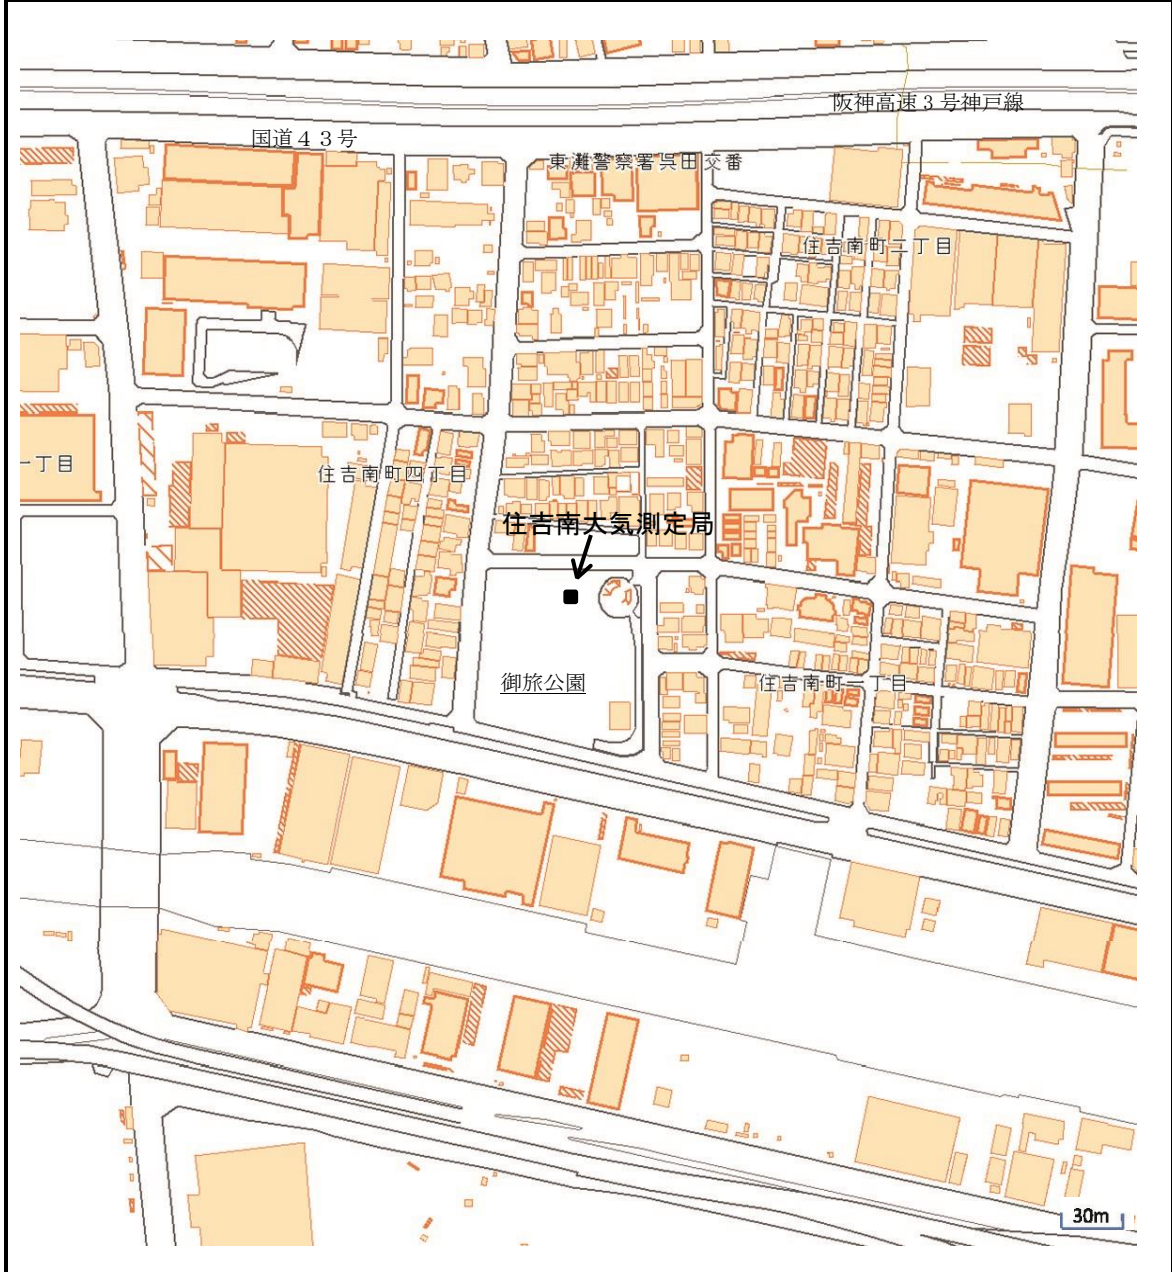 阪神高速３号神戸線
国道４３号
東灘警察署呉田交番
住吉南町二丁目
一丁目
住吉南町四丁目
住吉南大気測定局
御旅公園
住吉南町一丁目
30m